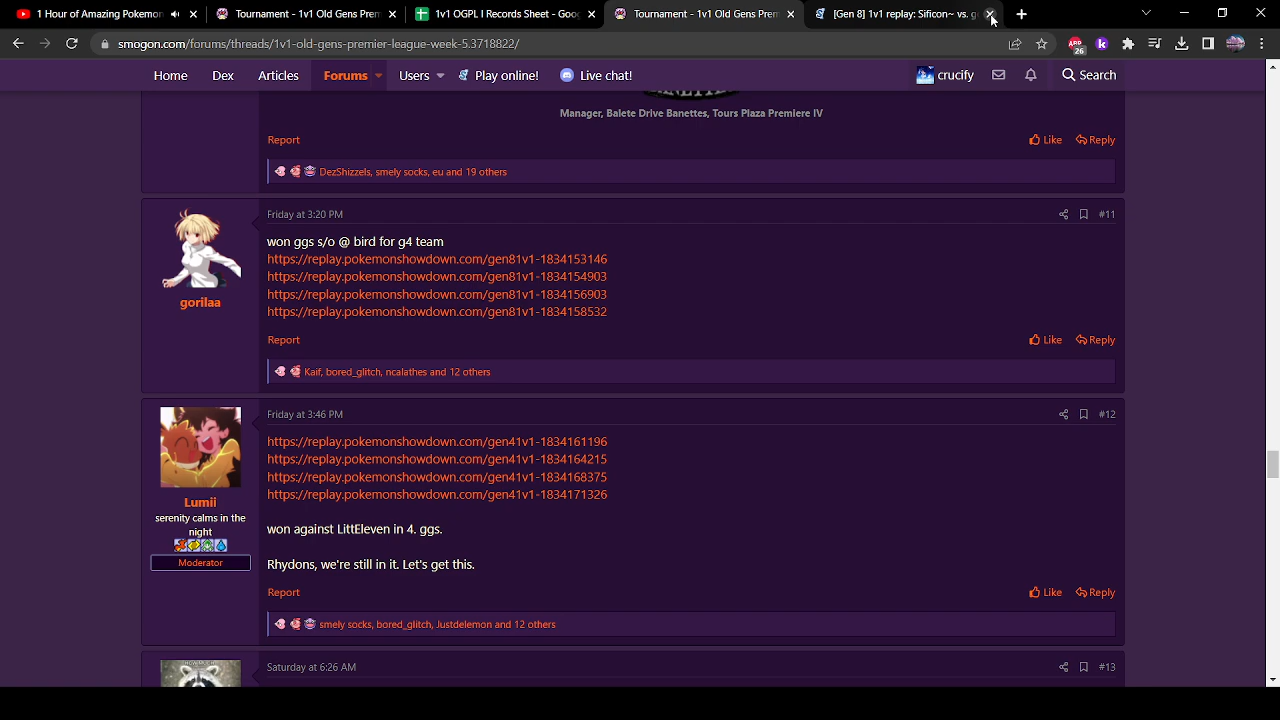 1 Hour of Amazing Pokemon
Tournament - 1v1 Old Gens Prem
1v1 OGPL I Records Sheet - Goo
Tournament - 1v1 Old Gens Prem
[Gen 8] 1v1 replay: Sificon~ vs. g
smogon.com/forums/threads/1v1-old-gens-premier-league-week-5.3718822/
ABP
26
k
Home
Dex
Articles
Forums
Users
Play online!
Live chat!
crucify
Search
Manager, Balete Drive Banettes, Tours Plaza Premiere IV
Report
Like
Reply
DezShizzels, smely socks, eu and 19 others
Friday at 3:20 PM
#11
won ggs s/o @ bird for g4 team
https://replay.pokemonshowdown.com/gen81v1-1834153146
https://replay.pokemonshowdown.com/gen81v1-1834154903
https://replay.pokemonshowdown.com/gen81v1-1834156903
https://replay.pokemonshowdown.com/gen81v1-1834158532
gorilaa
Report
Like
Reply
Kaif, bored_glitch, ncalathes and 12 others
Friday at 3:46 PM
#12
https://replay.pokemonshowdown.com/gen41v1-1834161196
https://replay.pokemonshowdown.com/gen41v1-1834164215
https://replay.pokemonshowdown.com/gen41v1-1834168375
https://replay.pokemonshowdown.com/gen41v1-1834171326
Lumii
serenity calms in the
night
Moderator
won against LittEleven in 4. ggs.
Rhydons, we're still in it. Let's get this.
Report
Like
Reply
smely socks, bored_glitch, Justdelemon and 12 others
HOW MUCH
Saturday at 6:26 AM
#13